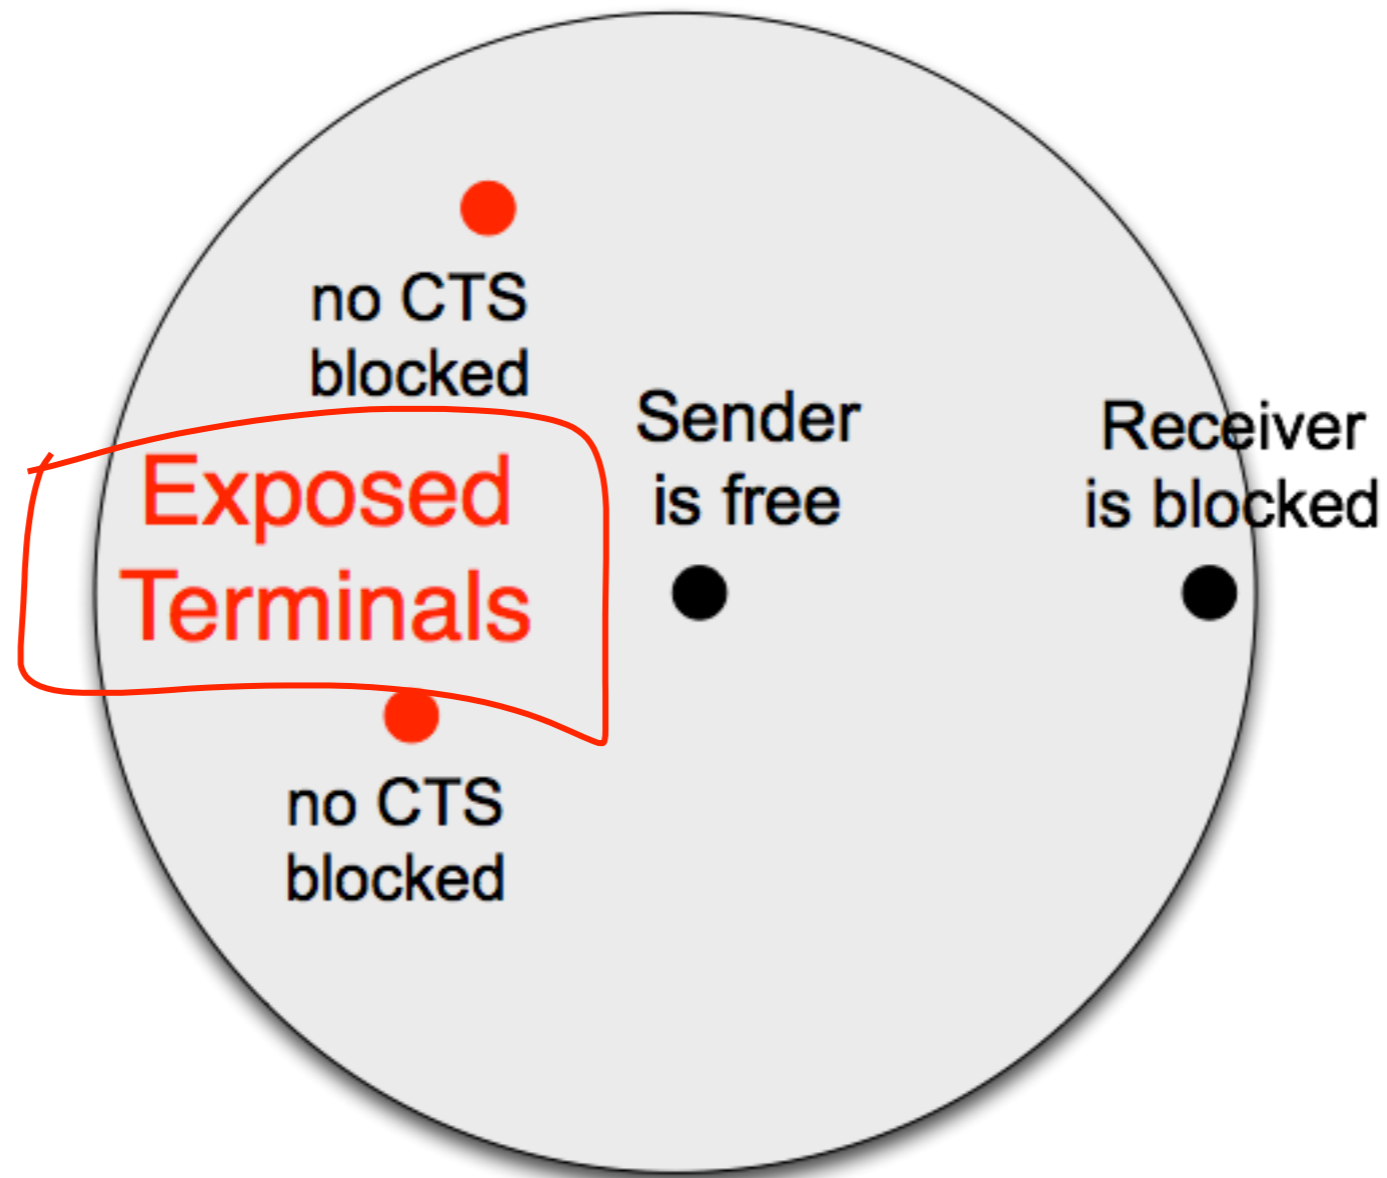 no CTS
blocked
Exposed
Terminals
no CTS
blocked
Sender
is free
Receiver
is blocked